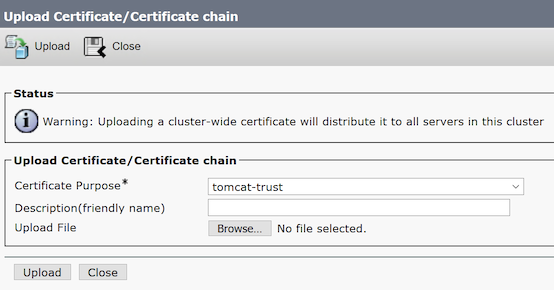 Upload Certificate/Certificate chain
Upload Close
Status
Warning: Uploading a cluster-wide certificate will distribute it to all servers in this cluster
Upload Certificate/Certificate chain
Certificate Purpose* tomcat-trust
Description(friendly name)
Upload File Browse... No file selected.
Upload Close